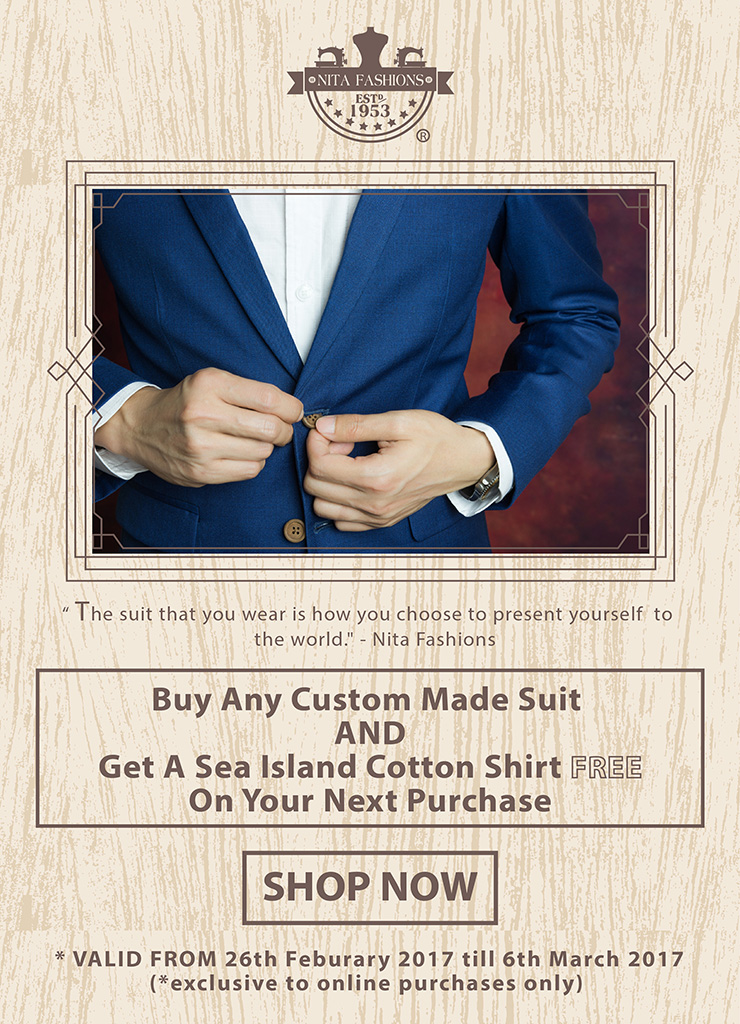 NITA FASHIONS
ESTD
1953
®
“ The suit that you wear is how you choose to present yourself to
the world." - Nita Fashions
Buy Any Custom Made Suit
AND
Get A Sea Island Cotton Shirt FREE
On Your Next Purchase
SHOP NOW
* VALID FROM 26th Feburary 2017 till 6th March 2017
(*exclusive to online purchases only)